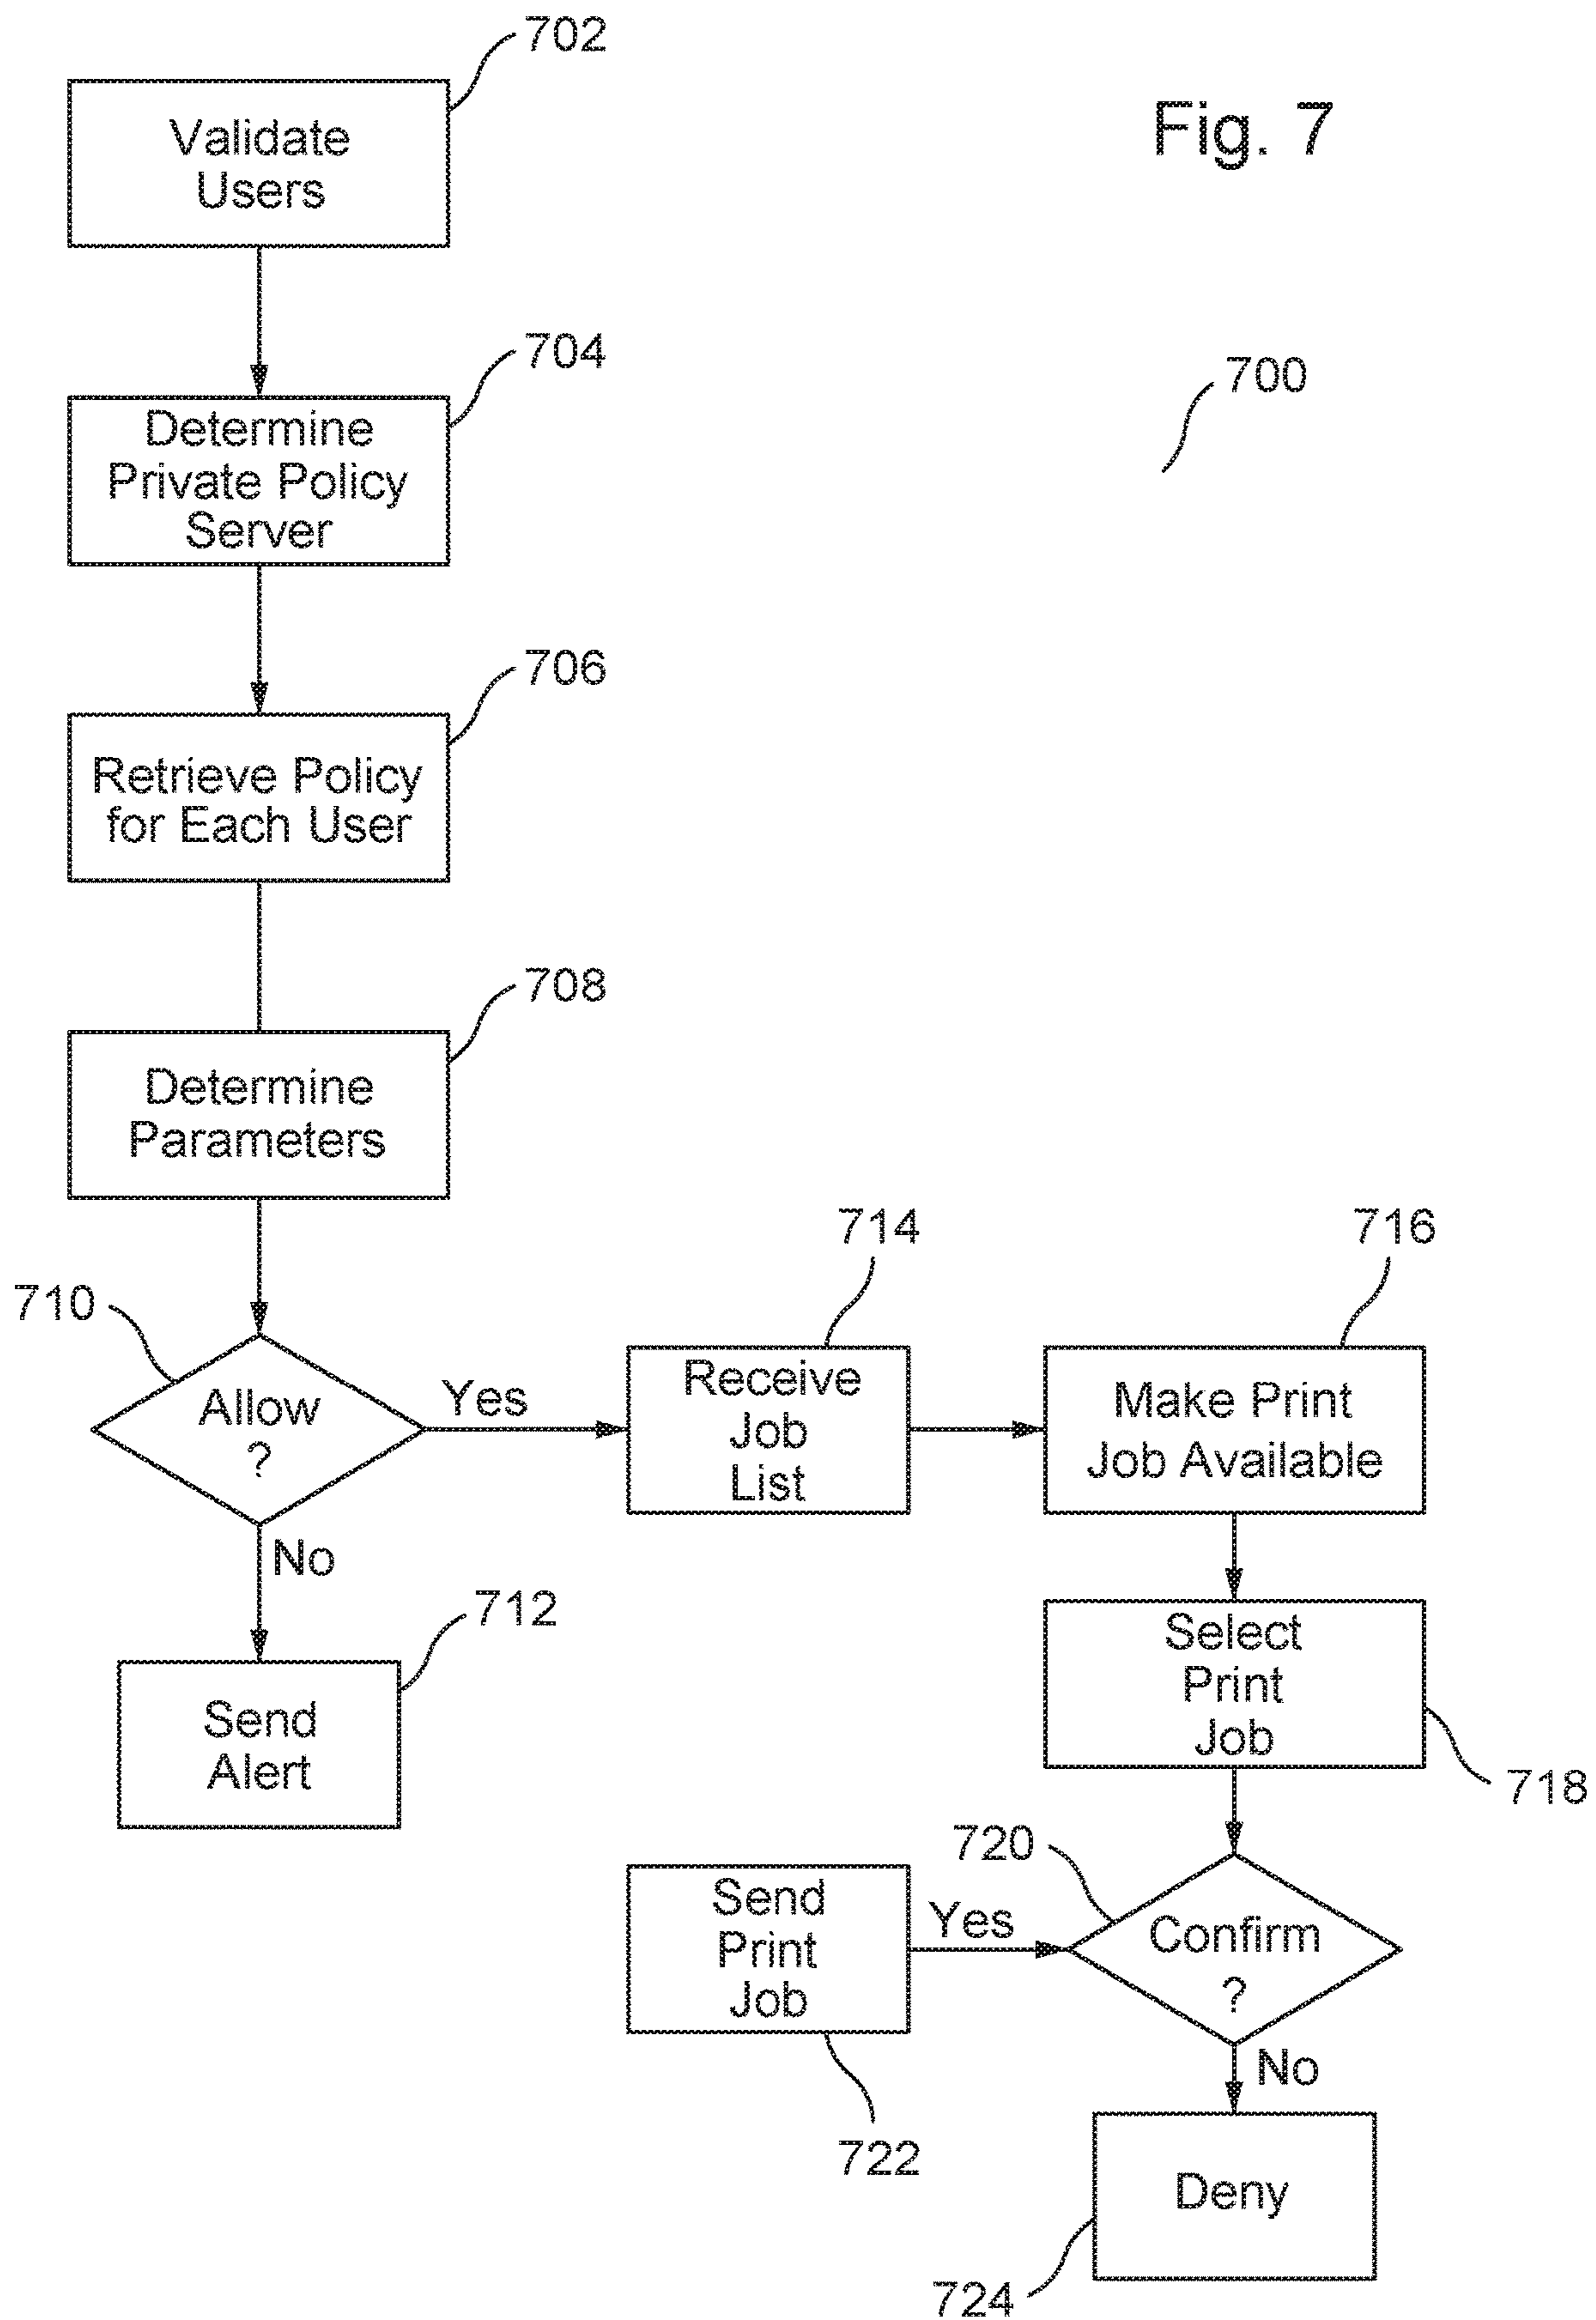 Fig. 7
700
702
Validate
Users
704
Determine
Private Policy
Server
706
Retrieve Policy
for Each User
708
Determine
Parameters
710
Allow
?
Yes
No
712
Send
Alert
714
Receive
Job
List
716
Make Print
Job Available
Select
Print
Job
718
720
Confirm
?
Yes
Send
Print
Job
722
No
Deny
724